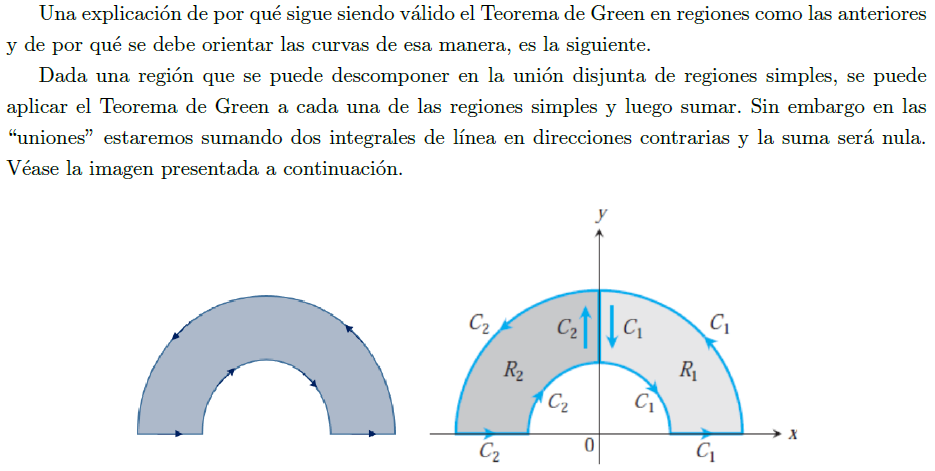 Una explicación de por qué sigue siendo válido el Teorema de Green en regiones como las anteriores
y de por qué se debe orientar las curvas de esa manera, es la siguiente.
Dada una región que se puede descomponer en la unión disjunta de regiones simples, se puede
aplicar el Teorema de Green a cada una de las regiones simples y luego sumar. Sin embargo en las
“uniones” estaremos sumando dos integrales de línea en direcciones contrarias y la suma será nula.
Véase la imagen presentada a continuación.
y
C₂ C₂ C₁ C₁
R₂ R₁
C₂ C₁
0 x
C₂ C₁